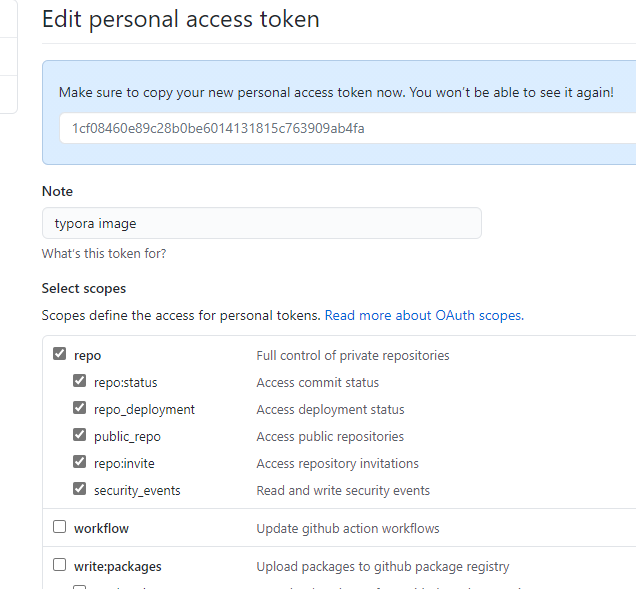 Edit personal access token
Make sure to copy your new personal access token now. You won't be able to see it again!
1cf08460e89c28b0be6014131815c763909ab4fa
Note
typora image
What's this token for?
Select scopes
Scopes define the access for personal tokens. Read more about OAuth scopes.
repo Full control of private repositories
repo:status Access commit status
repo_deployment Access deployment status
public_repo Access public repositories
repo:invite Access repository invitations
security_events Read and write security events
workflow Update github action workflows
write:packages Upload packages to github package registry